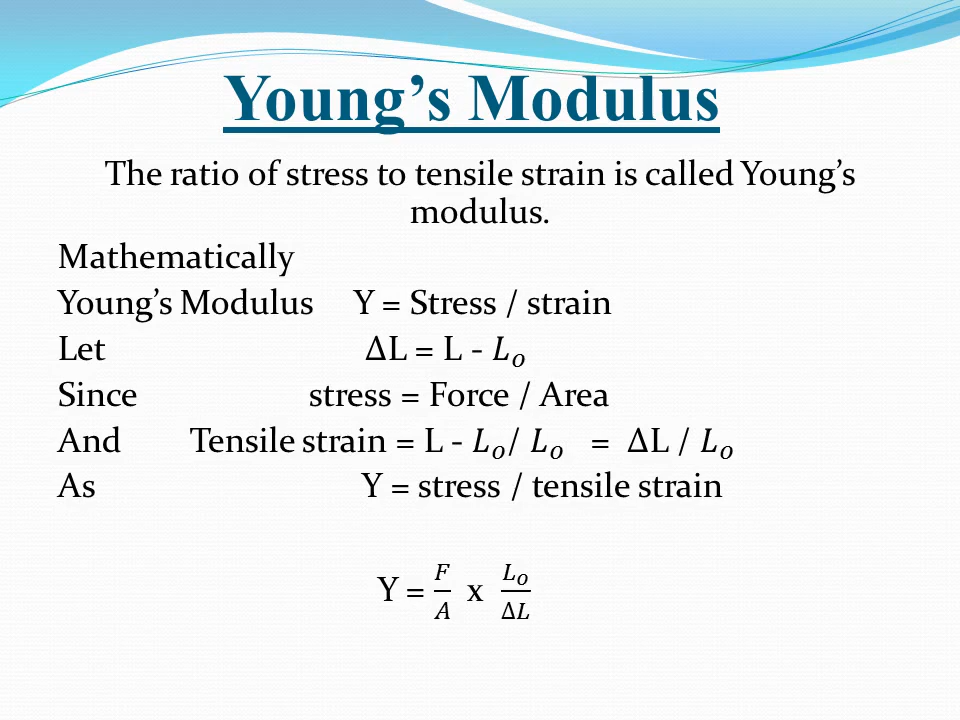 Young’s Modulus
The ratio of stress to tensile strain is called Young’s
modulus.
Mathematically
Young’s Modulus Y = Stress / strain
Let ΔL = L - L₀
Since stress = Force / Area
And Tensile strain = L - L₀/ L₀ = ΔL / L₀
As Y = stress / tensile strain
Y = F/A x L₀/ΔL